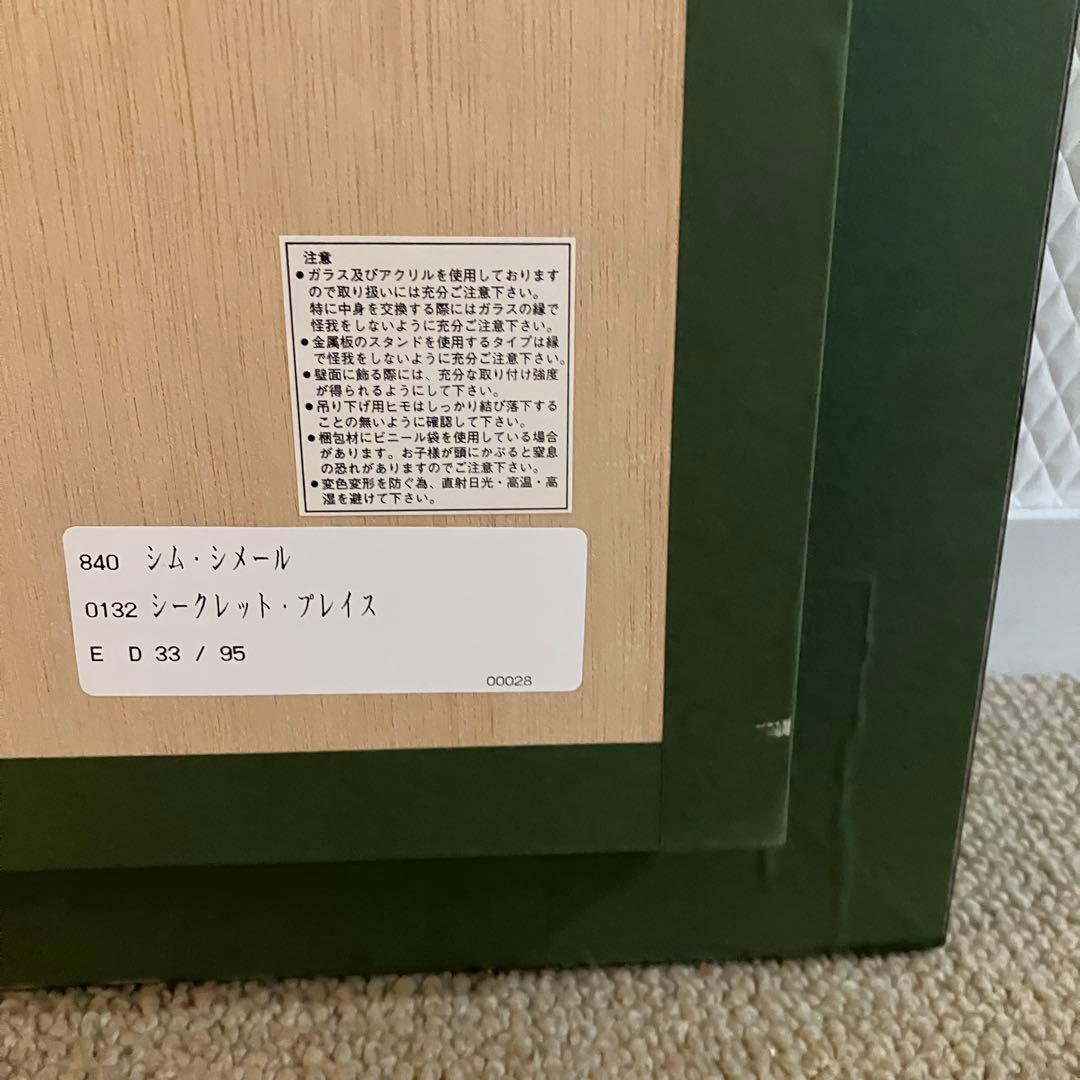 注意
●ガラス及びアクリルを使用しております
ので取り扱いには充分ご注意下さい。
特に中身を交換する際にはガラスの縁で
怪我をしないように充分ご注意下さい。
●金属板のスタンドを使用するタイプは縁
で怪我をしないように充分ご注意下さい。
●壁面に飾る際には、充分な取り付け強度
が得られるようにして下さい。
●吊り下げ用ヒモはしっかり結び落下する
ことの無いように確認して下さい。
●梱包材にビニール袋を使用している場合
があります。お子様が頭にかぶると窒息
の恐れがありますのでご注意下さい。
●変色変形を防ぐ為、直射日光・高温・高
湿を避けて下さい。
840 シム・シメール
0132 シークレット・プレイス
E D 33 / 95
00028